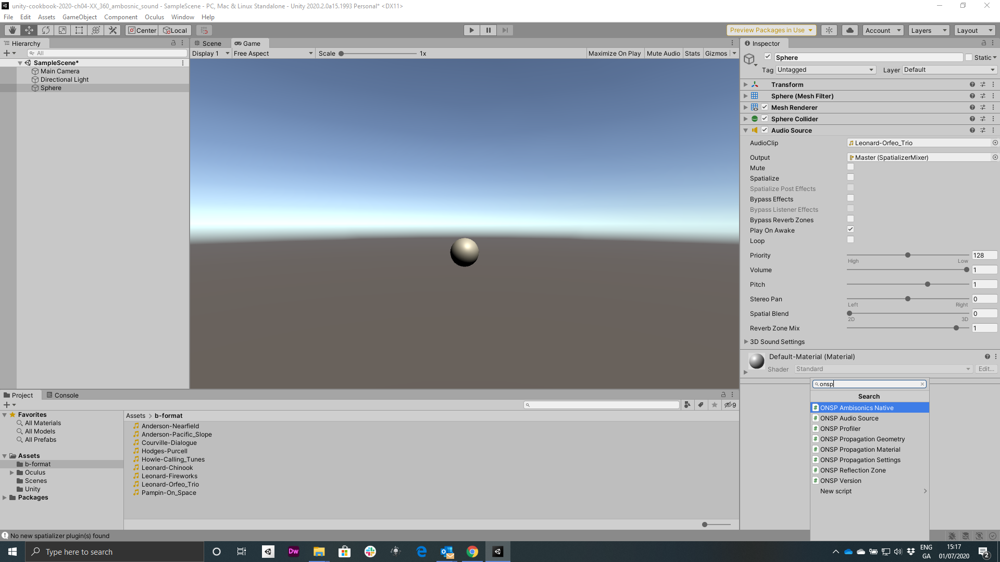 unity-cookbook-2020-ch04-XX_360_ambosnic_sound - SampleScene - PC, Mac & Linux Standalone - Unity 2020.2.0a15.1993 Personal* <DX11>
File Edit Assets GameObject Component Oculus Window Help
Center Local
Preview Packages in Use Account Layers Layout
Hierarchy
All
SampleScene*
Main Camera
Directional Light
Sphere
Scene Game
Display 1 Free Aspect Scale 1x Maximize On Play Mute Audio Stats Gizmos
Inspector
Sphere Static
Tag Untagged Layer Default
Transform
Sphere (Mesh Filter)
Mesh Renderer
Sphere Collider
Audio Source
AudioClip Leonard-Orfeo_Trio
Output Master (SpatializerMixer)
Mute
Spatialize
Spatialize Post Effects
Bypass Effects
Bypass Listener Effects
Bypass Reverb Zones
Play On Awake
Loop
Priority 128
High Low
Volume 1
Pitch 1
Stereo Pan 0
Left Right
Spatial Blend 0
2D 3D
Reverb Zone Mix 1
3D Sound Settings
Default-Material (Material)
Shader Standard Edit...
onsp
Search
ONSP Ambisonics Native
ONSP Audio Source
ONSP Profiler
ONSP Propagation Geometry
ONSP Propagation Material
ONSP Propagation Settings
ONSP Reflection Zone
ONSP Version
New script
Project Console
9
Favorites
All Materials
All Models
All Prefabs
Assets
b-format
Oculus
Scenes
Unity
Packages
Assets > b-format
Anderson-Nearfield
Anderson-Pacific_Slope
Courville-Dialogue
Hodges-Purcell
Howle-Calling_Tunes
Leonard-Chinook
Leonard-Fireworks
Leonard-Orfeo_Trio
Pampin-On_Space
No new spatializer plugin(s) found
Type here to search
Dw
ENG
GA
15:17
01/07/2020
2